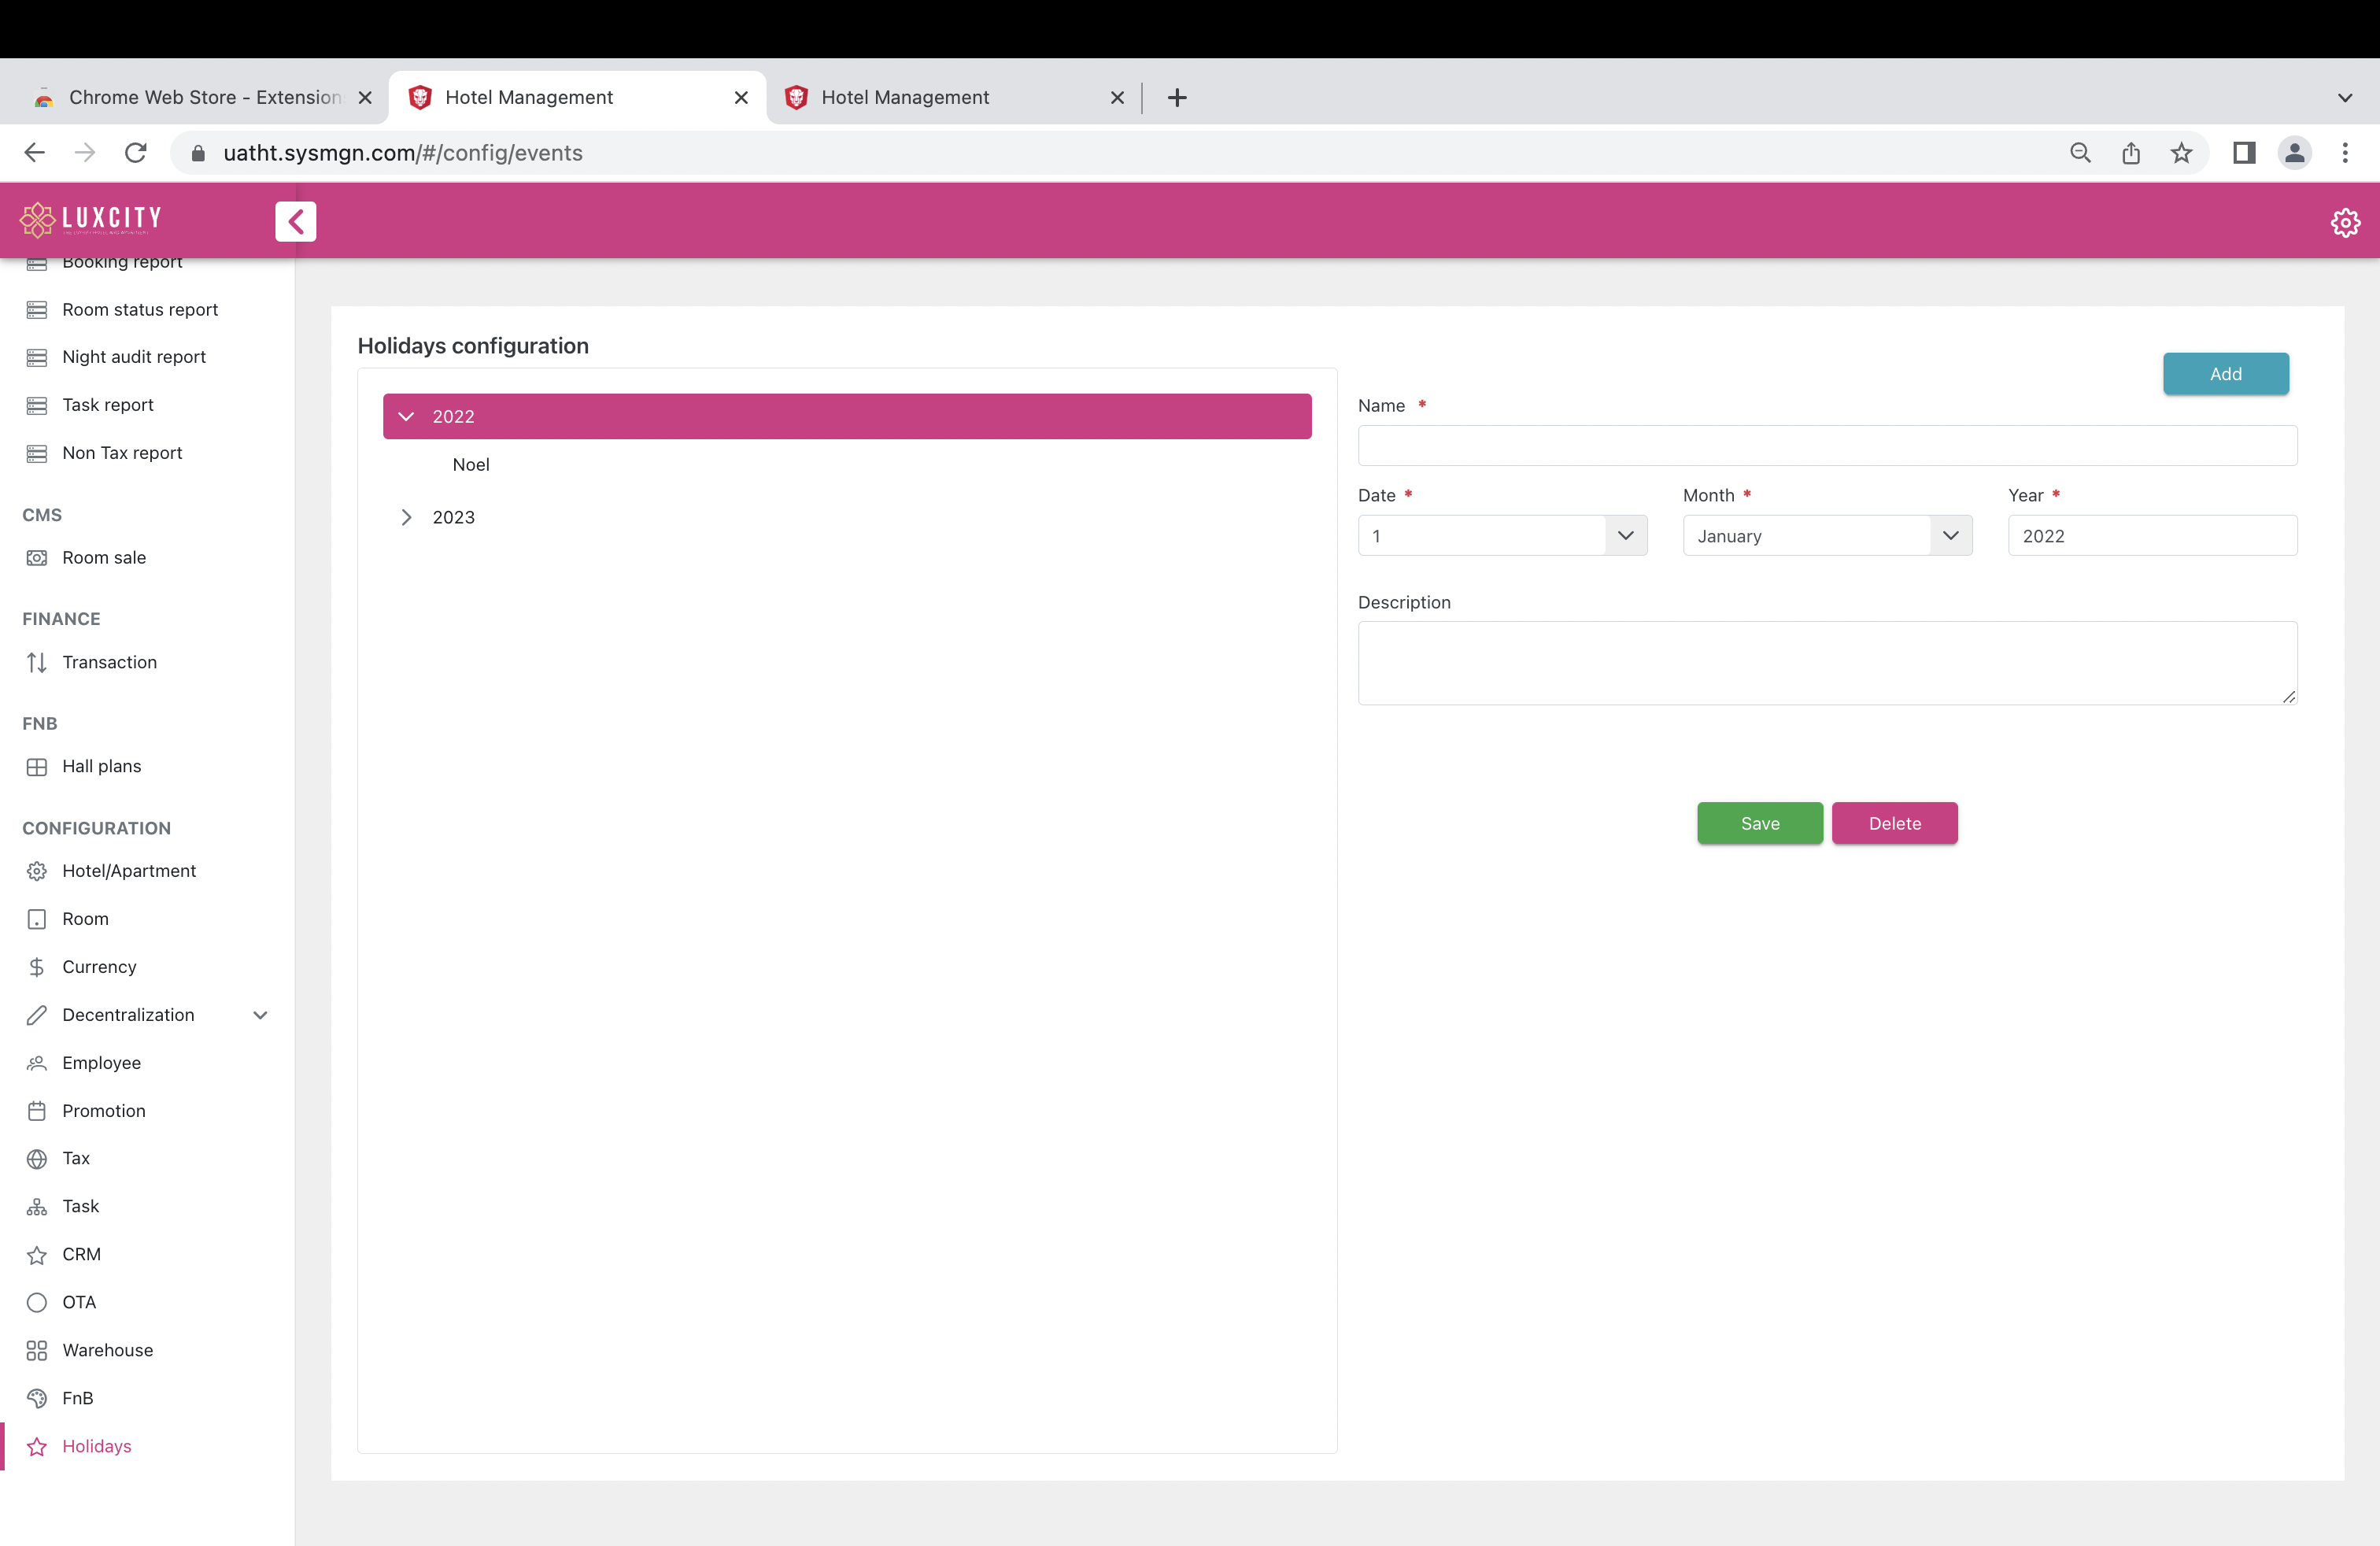 Chrome Web Store - Extension
Hotel Management
Hotel Management
uatht.sysmgn.com/#/config/events
LUXCITY
Booking report
Room status report
Night audit report
Task report
Non Tax report
CMS
Room sale
FINANCE
Transaction
FNB
Hall plans
CONFIGURATION
Hotel/Apartment
Room
Currency
Decentralization
Employee
Promotion
Tax
Task
CRM
OTA
Warehouse
FnB
Holidays
Holidays configuration
2022
Noel
2023
Add
Name *
Date * Month * Year *
1 January 2022
Description
Save Delete